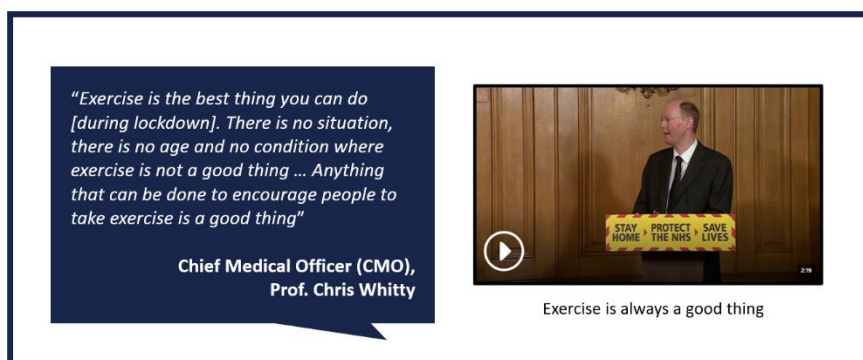 “Exercise is the best thing you can do
[during lockdown]. There is no situation,
there is no age and no condition where
exercise is not a good thing ... Anything
that can be done to encourage people to
take exercise is a good thing”
Chief Medical Officer (CMO),
Prof. Chris Whitty
STAY HOME PROTECT THE NHS SAVE LIVES
2:19
Exercise is always a good thing